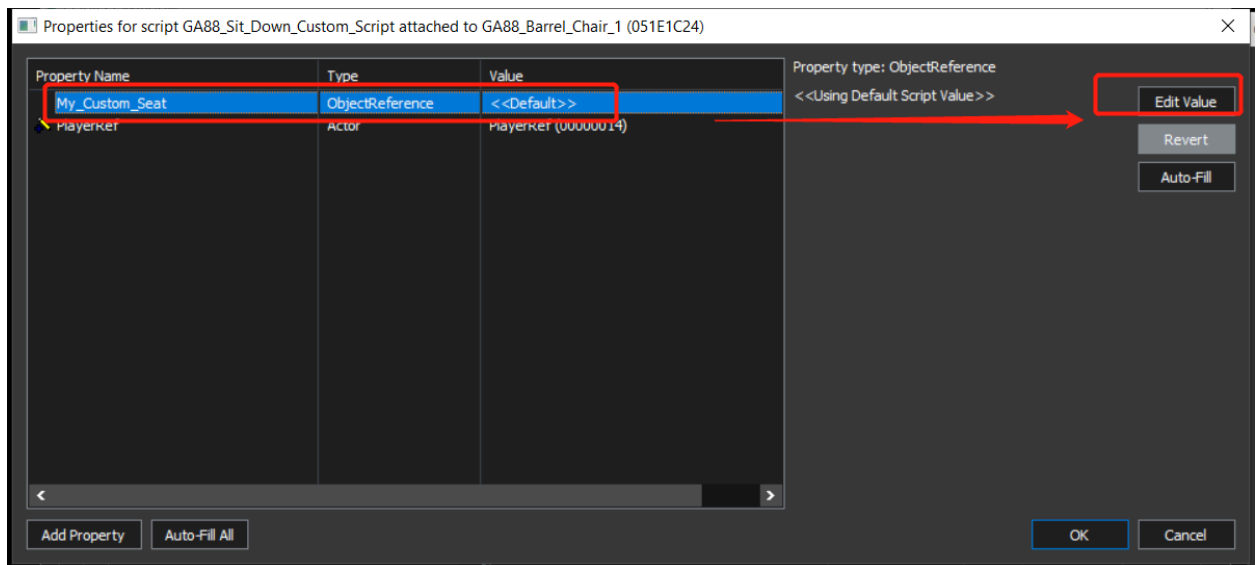 Properties for script GA88_Sit_Down_Custom_Script attached to GA88_Barrel_Chair_1 (051E1C24)
Property Name Type Value
My_Custom_Seat ObjectReference <<Default>>
PlayerRef Actor PlayerRef (00000014)
Property type: ObjectReference
<<Using Default Script Value>>
Edit Value
Revert
Auto-Fill
Add Property Auto-Fill All OK Cancel